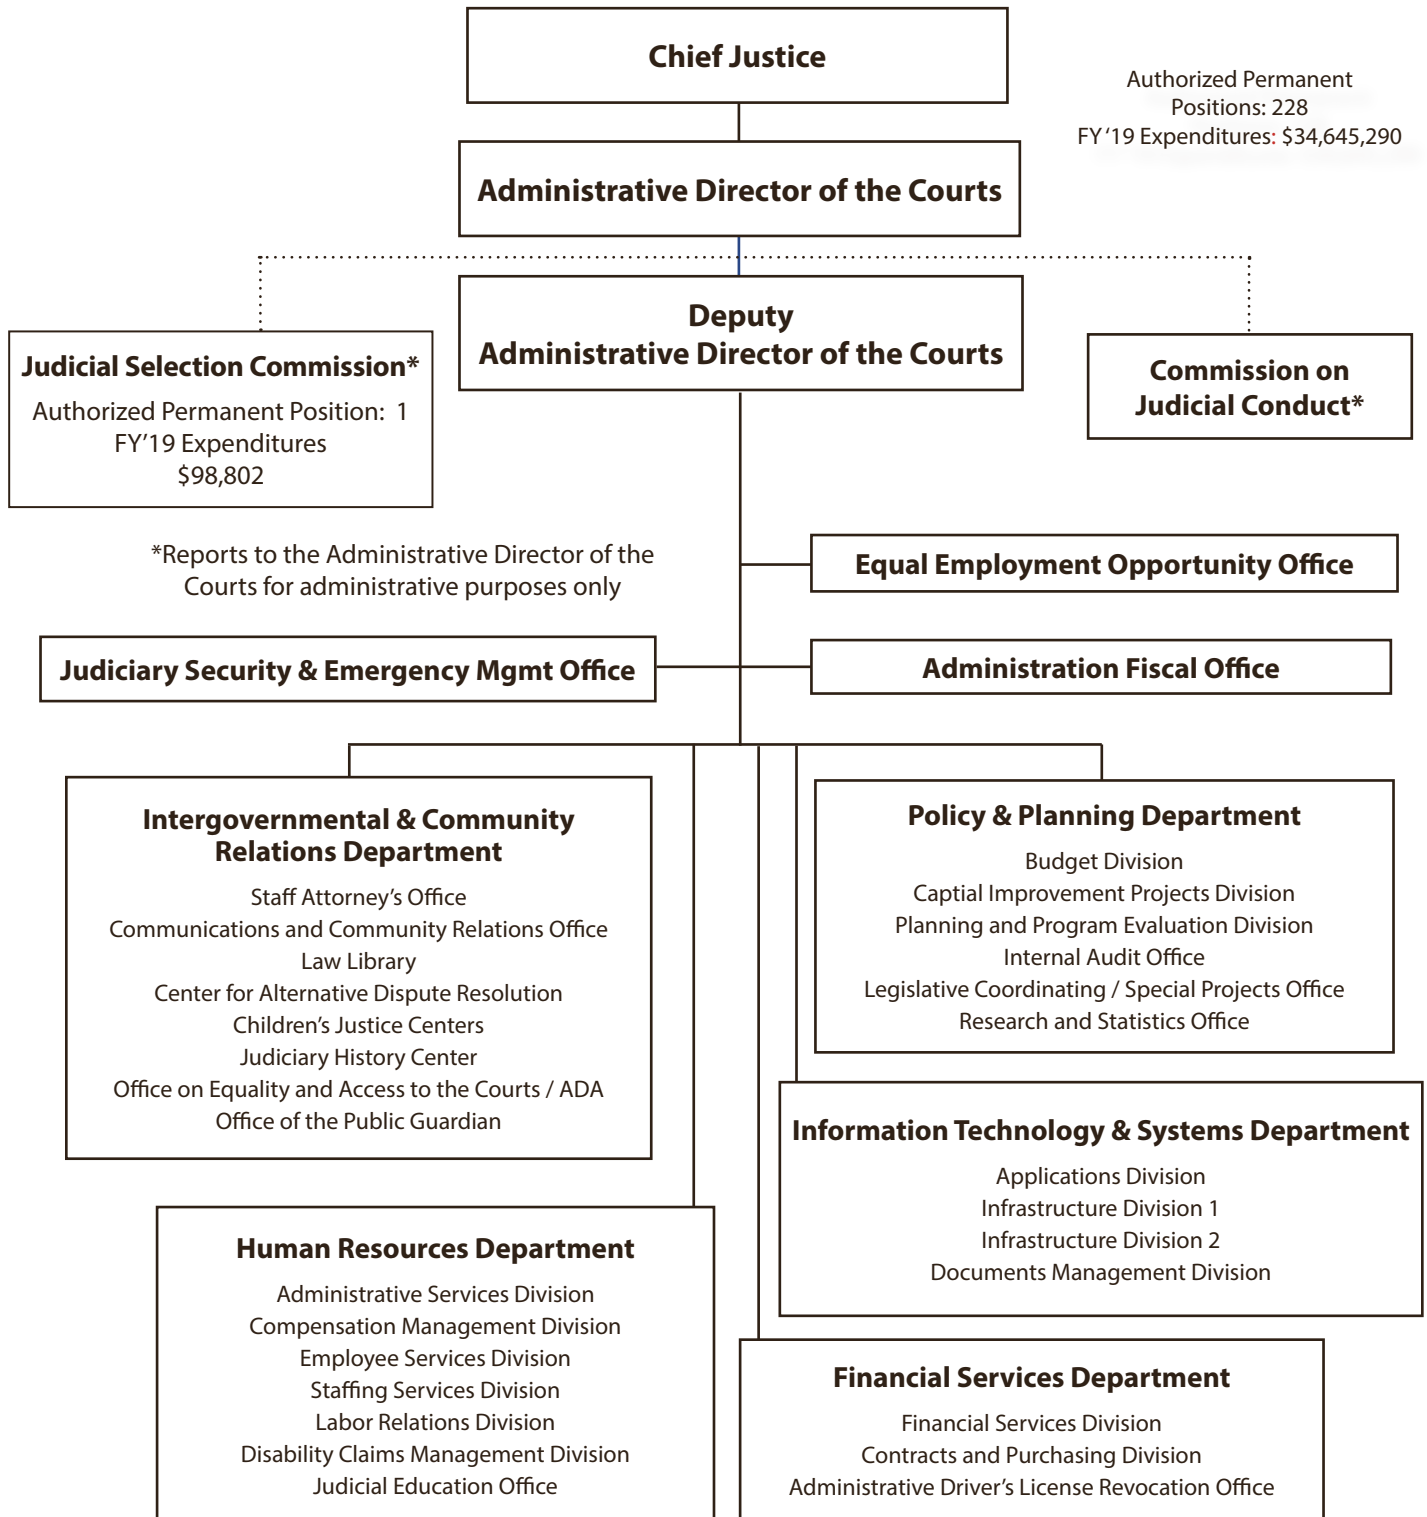 Chief Justice
Authorized Permanent
Positions: 228
FY ‘19 Expenditures: $34,645,290
Administrative Director of the Courts
Deputy
Administrative Director of the Courts
Judicial Selection Commission*
Authorized Permanent Position: 1
FY’19 Expenditures
$98,802
Commission on
Judicial Conduct*
*Reports to the Administrative Director of the
Courts for administrative purposes only
Equal Employment Opportunity Office
Judiciary Security & Emergency Mgmt Office
Administration Fiscal Office
Intergovernmental & Community
Relations Department
Staff Attorney’s Office
Communications and Community Relations Office
Law Library
Center for Alternative Dispute Resolution
Children’s Justice Centers
Judiciary History Center
Office on Equality and Access to the Courts / ADA
Office of the Public Guardian
Policy & Planning Department
Budget Division
Captial Improvement Projects Division
Planning and Program Evaluation Division
Internal Audit Office
Legislative Coordinating / Special Projects Office
Research and Statistics Office
Information Technology & Systems Department
Applications Division
Infrastructure Division 1
Infrastructure Division 2
Documents Management Division
Human Resources Department
Administrative Services Division
Compensation Management Division
Employee Services Division
Staffing Services Division
Labor Relations Division
Disability Claims Management Division
Judicial Education Office
Financial Services Department
Financial Services Division
Contracts and Purchasing Division
Administrative Driver’s License Revocation Office